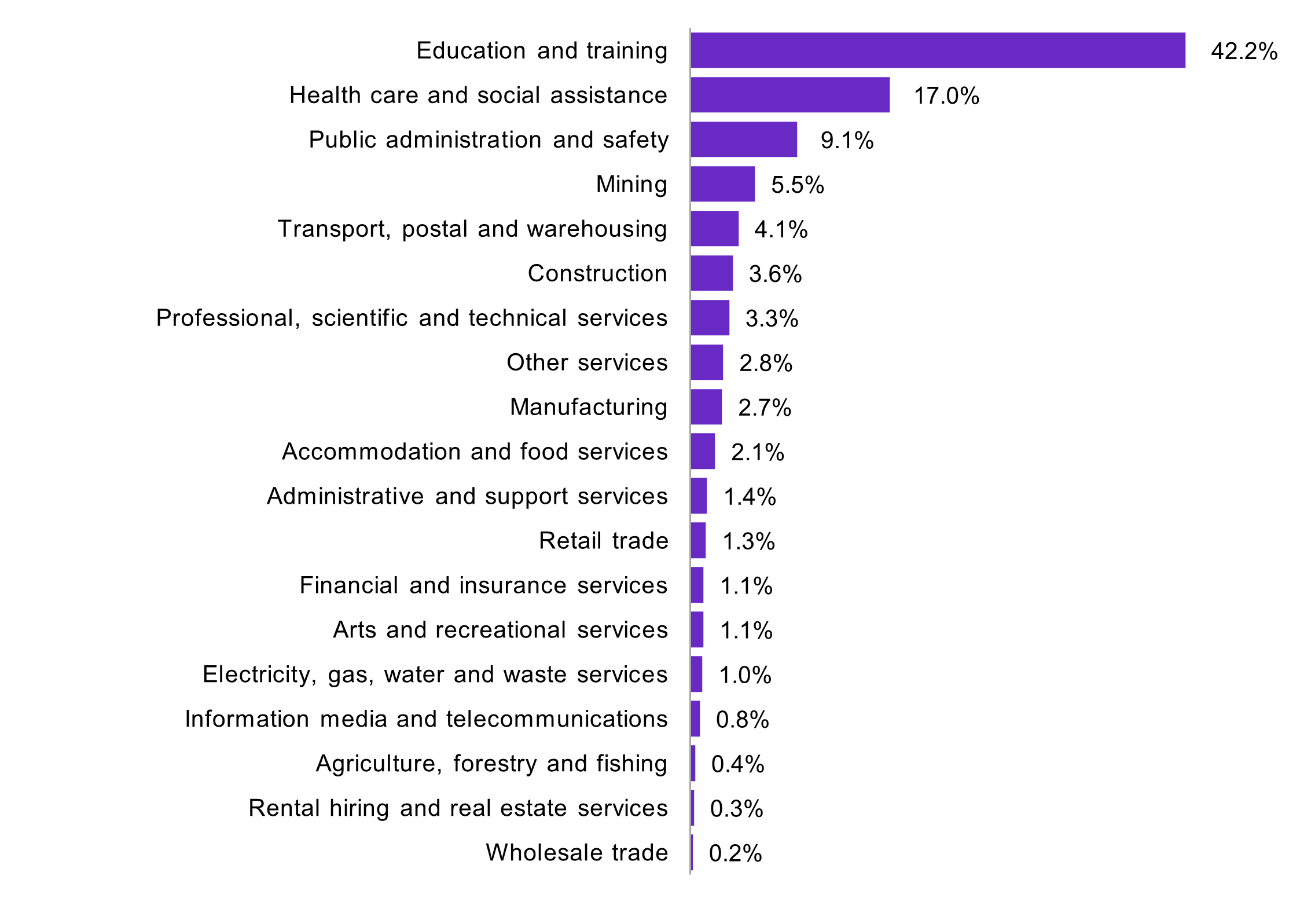 Education and training 42.2%
Health care and social assistance 17.0%
Public administration and safety 9.1%
Mining 5.5%
Transport, postal and warehousing 4.1%
Construction 3.6%
Professional, scientific and technical services 3.3%
Other services 2.8%
Manufacturing 2.7%
Accommodation and food services 2.1%
Administrative and support services 1.4%
Retail trade 1.3%
Financial and insurance services 1.1%
Arts and recreational services 1.1%
Electricity, gas, water and waste services 1.0%
Information media and telecommunications 0.8%
Agriculture, forestry and fishing 0.4%
Rental hiring and real estate services 0.3%
Wholesale trade 0.2%